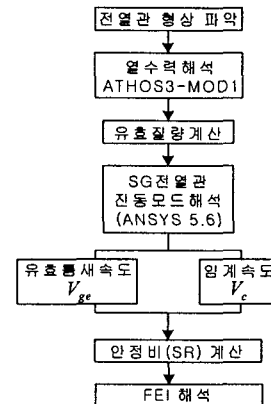 전열관 형상 파악
열수력해석
ATHOS3-MOD1
유효질량계산
SG전열관
진동모드해석
(ANSYS 5.6)
유효틈새속도
V_ge
임계속도
V_c
안정비(SR) 계산
FEI 해석